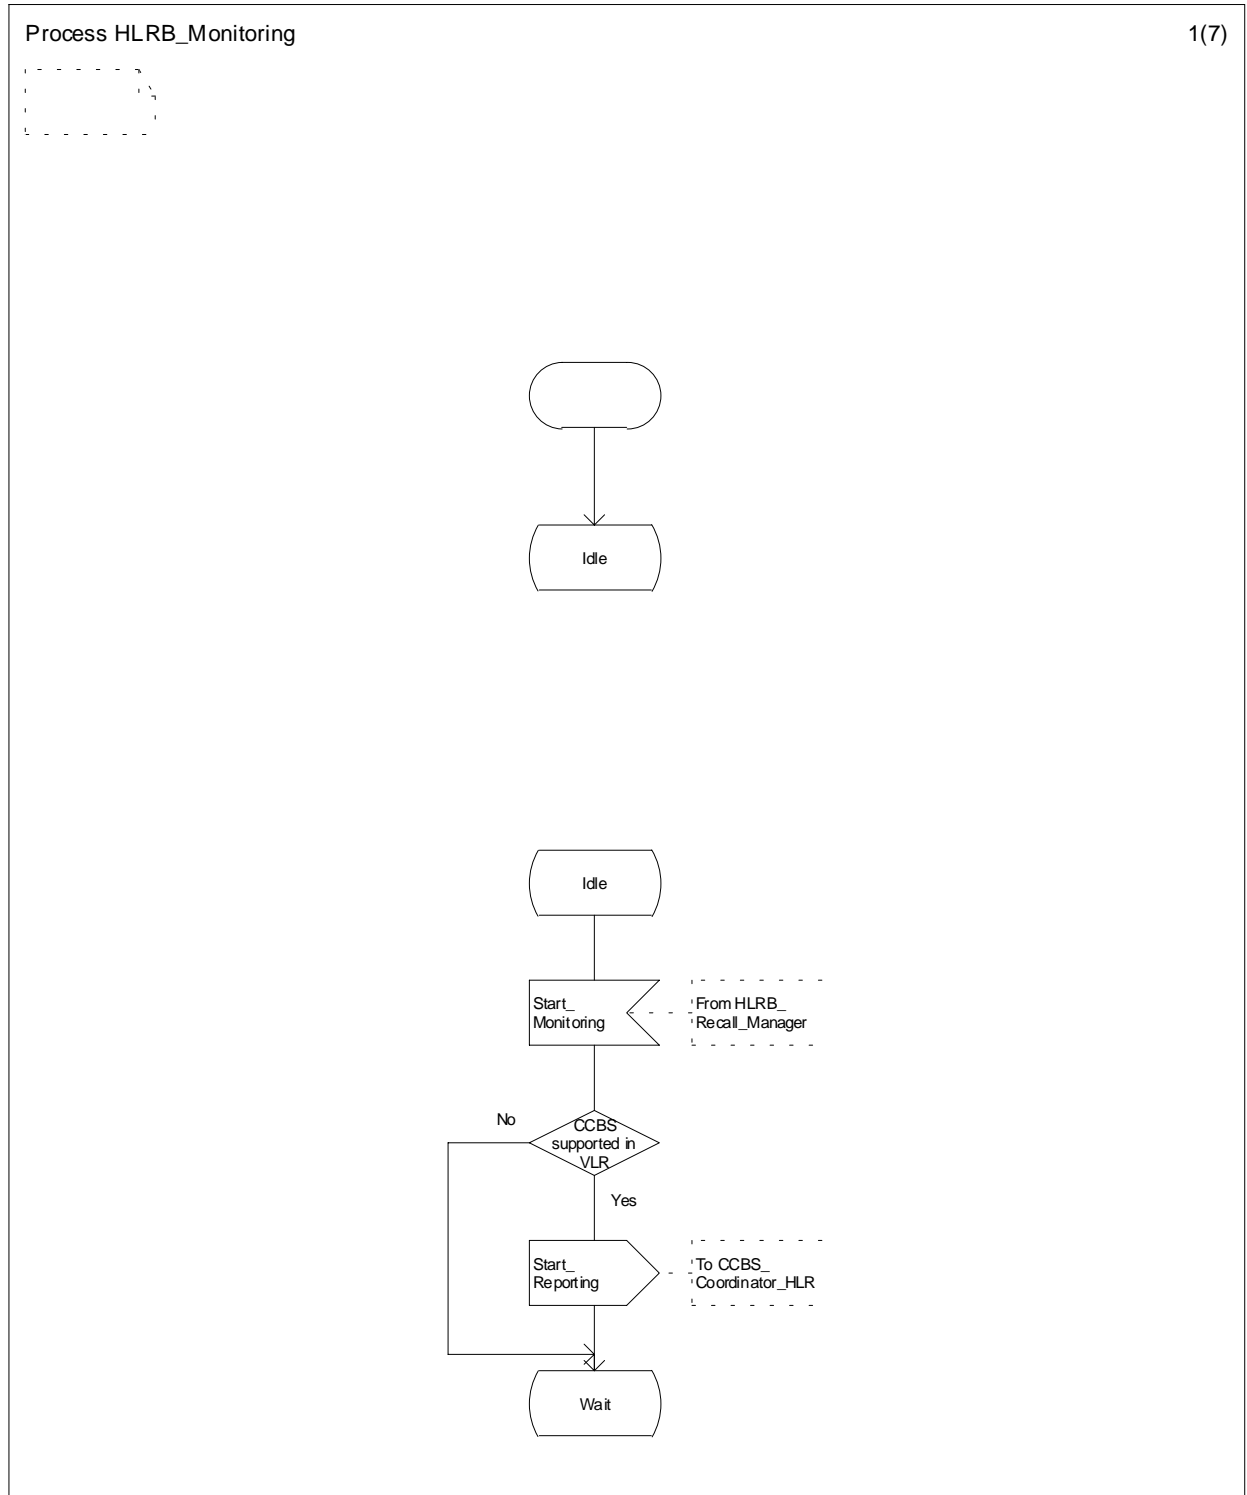 Process HLRB_Monitoring
1(7)
Idle
Idle
Start_
Monitoring
From HLRB_
Recall_Manager
No
CCBS
supported in
VLR
Yes
Start_
Reporting
To CCBS_
Coordinator_HLR
Wait